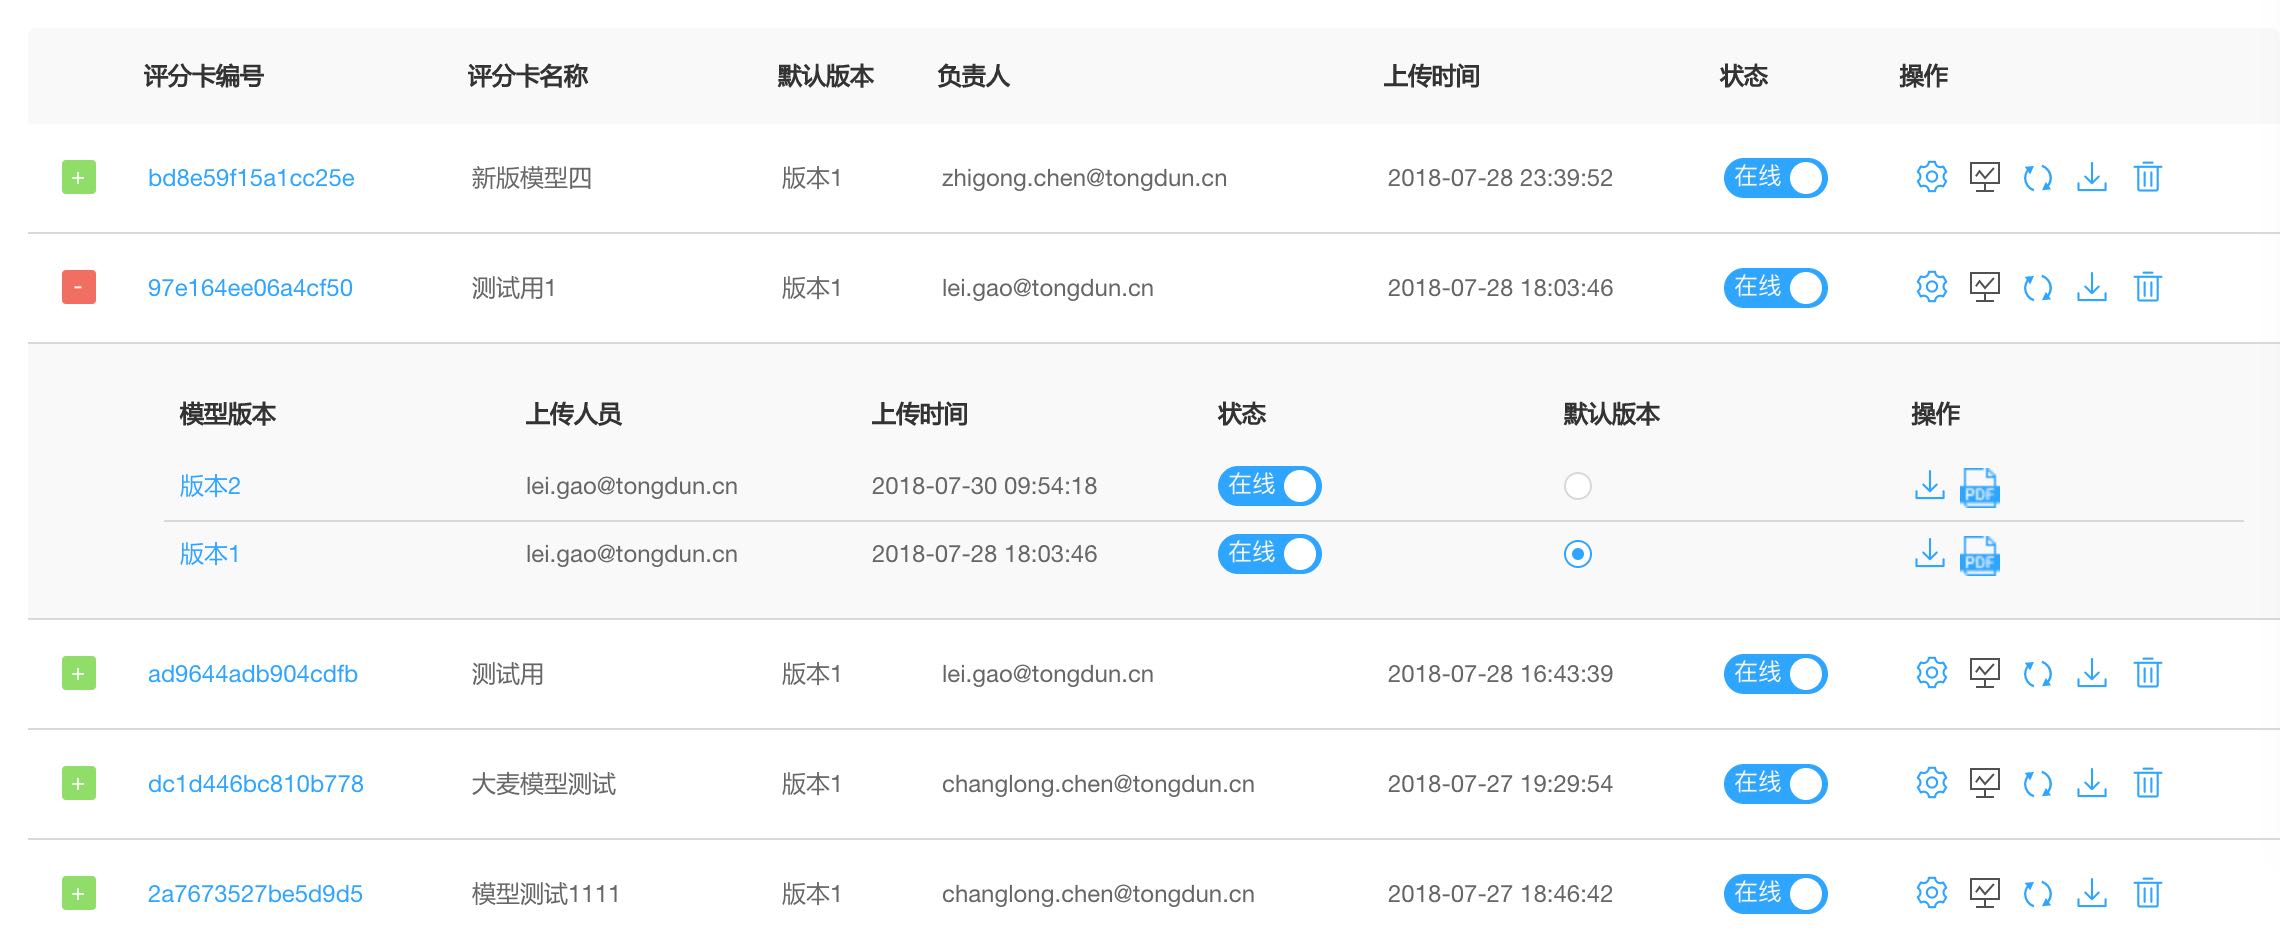 评分卡编号 评分卡名称 默认版本 负责人 上传时间 状态 操作
+ bd8e59f15a1cc25e 新版模型四 版本1 zhigong.chen@tongdun.cn 2018-07-28 23:39:52 在线
- 97e164ee06a4cf50 测试用1 版本1 lei.gao@tongdun.cn 2018-07-28 18:03:46 在线
模型版本 上传人员 上传时间 状态 默认版本 操作
版本2 lei.gao@tongdun.cn 2018-07-30 09:54:18 在线 PDF
版本1 lei.gao@tongdun.cn 2018-07-28 18:03:46 在线 PDF
+ ad9644adb904cdfb 测试用 版本1 lei.gao@tongdun.cn 2018-07-28 16:43:39 在线
+ dc1d446bc810b778 大麦模型测试 版本1 changlong.chen@tongdun.cn 2018-07-27 19:29:54 在线
+ 2a7673527be5d9d5 模型测试1111 版本1 changlong.chen@tongdun.cn 2018-07-27 18:46:42 在线